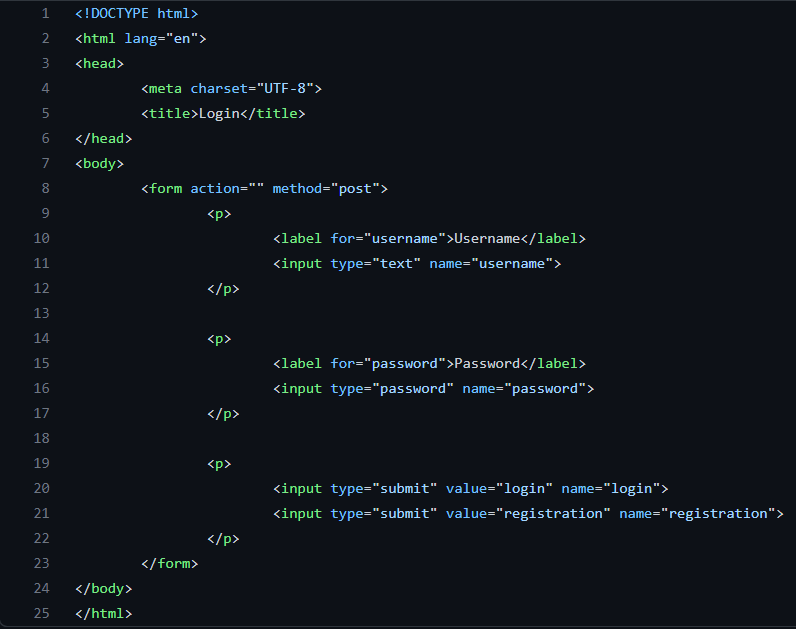 1 <!DOCTYPE html>
2 <html lang="en">
3 <head>
4 <meta charset="UTF-8">
5 <title>Login</title>
6 </head>
7 <body>
8 <form action="" method="post">
9 <p>
10 <label for="username">Username</label>
11 <input type="text" name="username">
12 </p>
13
14 <p>
15 <label for="password">Password</label>
16 <input type="password" name="password">
17 </p>
18
19 <p>
20 <input type="submit" value="login" name="login">
21 <input type="submit" value="registration" name="registration">
22 </p>
23 </form>
24 </body>
25 </html>